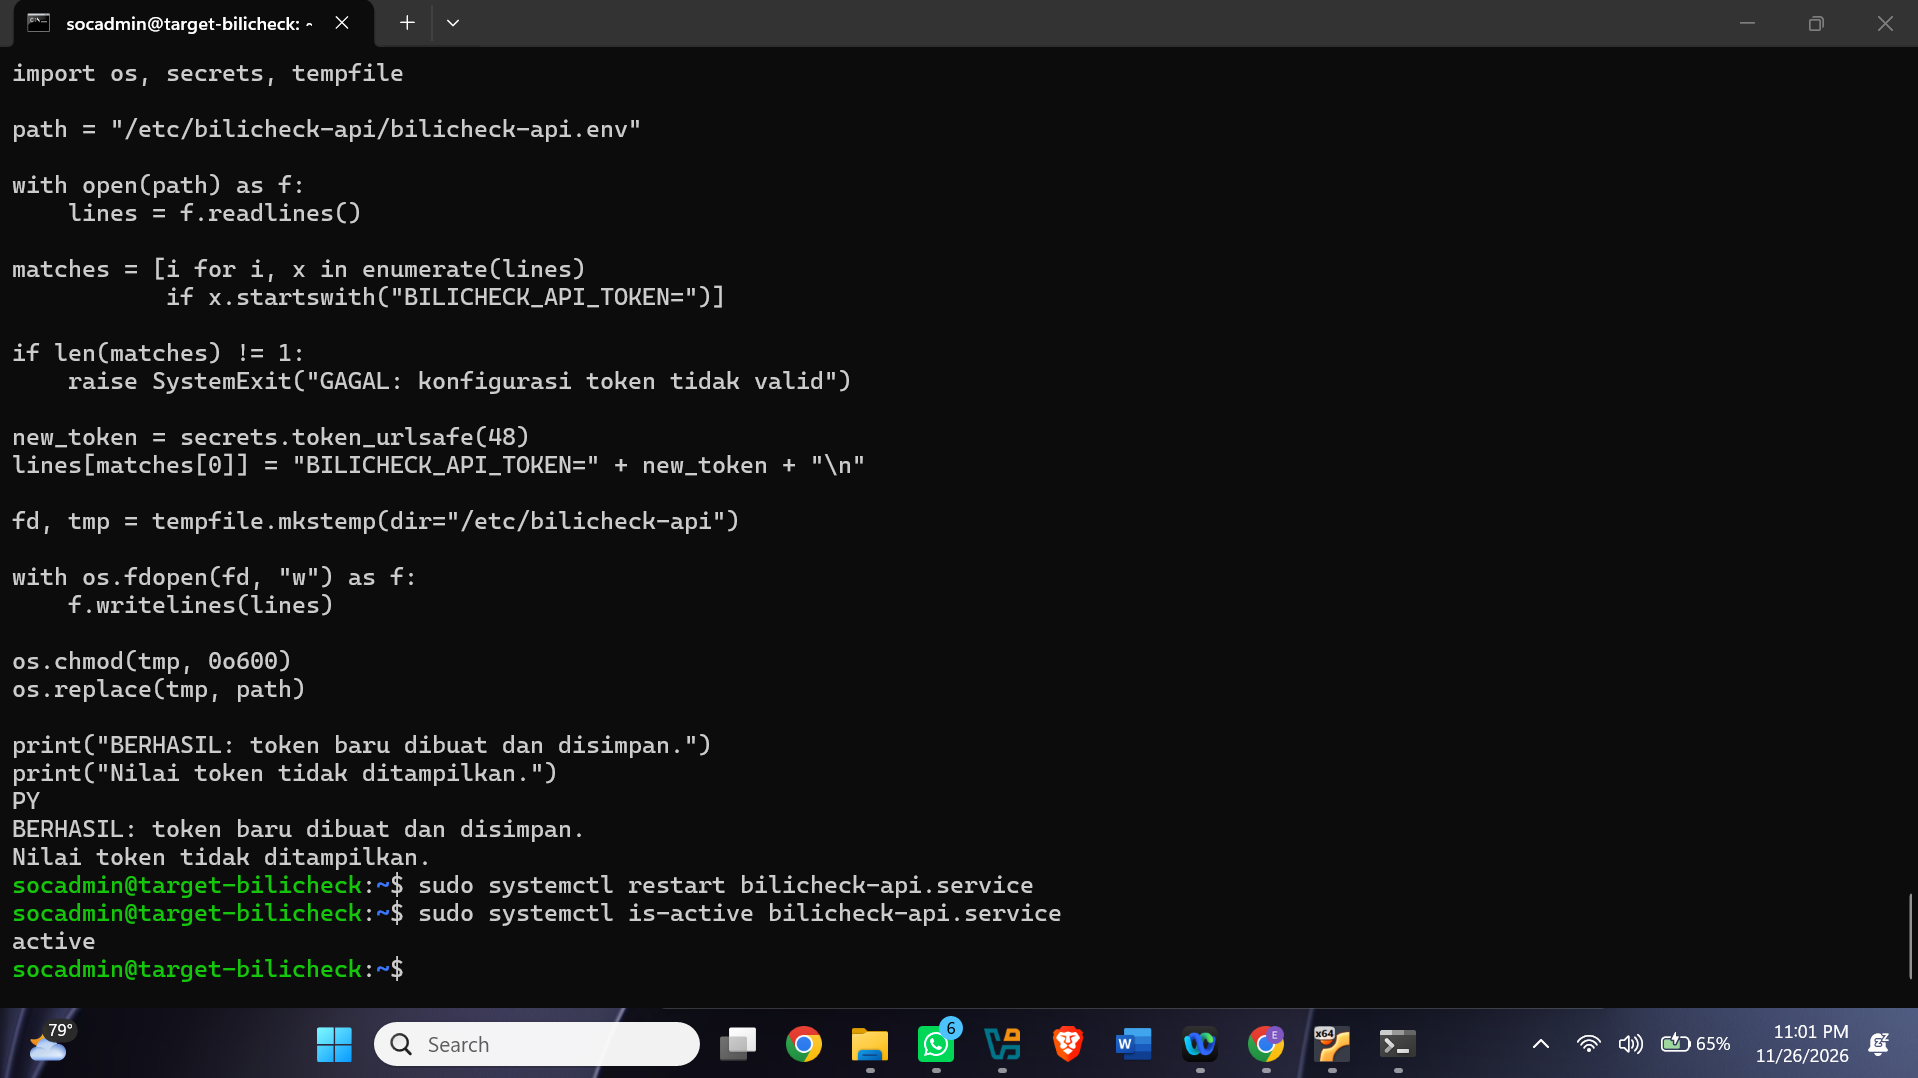 socadmin@target-bilicheck: ~
import os, secrets, tempfile
path = "/etc/bilicheck-api/bilicheck-api.env"
with open(path) as f:
    lines = f.readlines()
matches = [i for i, x in enumerate(lines)
           if x.startswith("BILICHECK_API_TOKEN=")]
if len(matches) != 1:
    raise SystemExit("GAGAL: konfigurasi token tidak valid")
new_token = secrets.token_urlsafe(48)
lines[matches[0]] = "BILICHECK_API_TOKEN=" + new_token + "\n"
fd, tmp = tempfile.mkstemp(dir="/etc/bilicheck-api")
with os.fdopen(fd, "w") as f:
    f.writelines(lines)
os.chmod(tmp, 0o600)
os.replace(tmp, path)
print("BERHASIL: token baru dibuat dan disimpan.")
print("Nilai token tidak ditampilkan.")
PY
BERHASIL: token baru dibuat dan disimpan.
Nilai token tidak ditampilkan.
socadmin@target-bilicheck:~$ sudo systemctl restart bilicheck-api.service
socadmin@target-bilicheck:~$ sudo systemctl is-active bilicheck-api.service
active
socadmin@target-bilicheck:~$
79°
Search
6
W
E
x64
65%
11:01 PM
11/26/2026